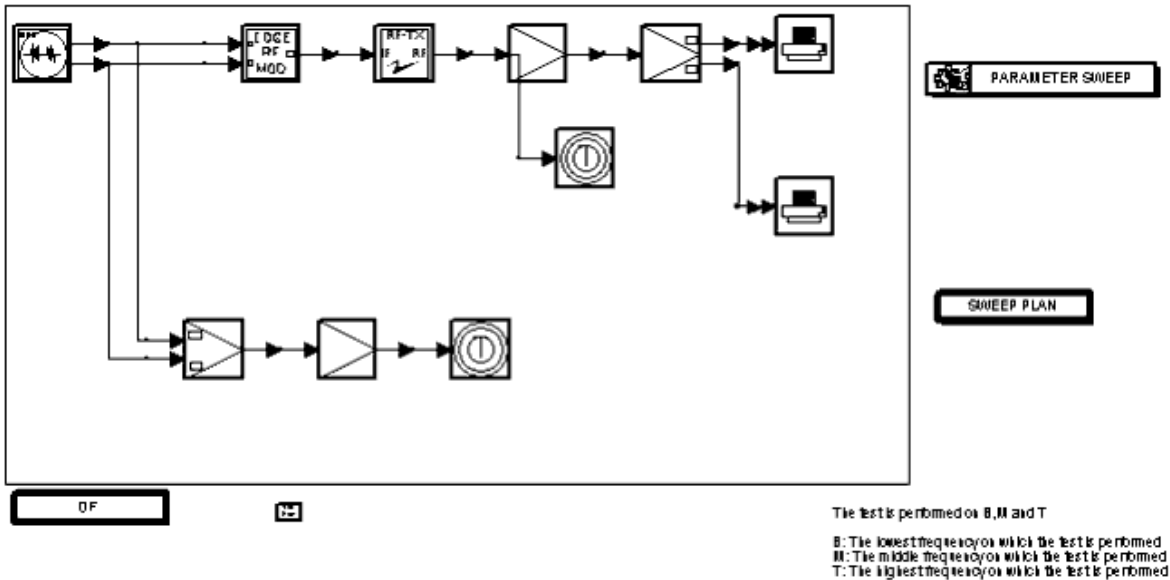 EDGE
RF
MOD
RF-TX
IF RF
T
PARAMETER SWEEP
T
SWEEP PLAN
T
DF
The test is performed on B,M and T
B: The lowest frequency on which the test is performed
M: The middle frequency on which the test is performed
T: The highest frequency on which the test is performed